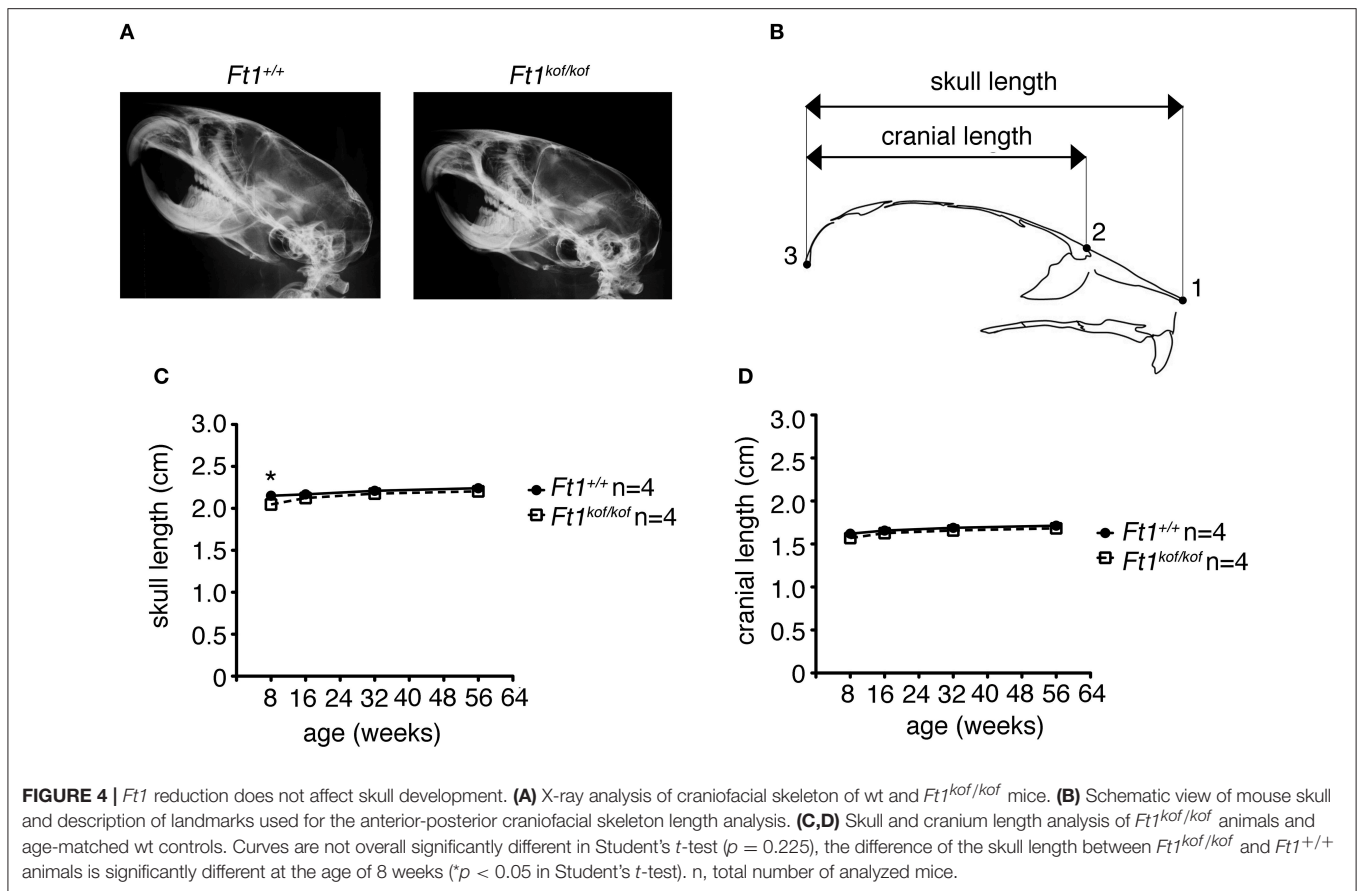 A
Ft1+/+
Ft1kof/kof
B
skull length
cranial length
3
2
1
C
skull length (cm)
3.0
2.5
2.0
1.5
1.0
0.5
0
*
Ft1+/+ n=4
Ft1kof/kof n=4
8 16 24 32 40 48 56 64
age (weeks)
D
cranial length (cm)
3.0
2.5
2.0
1.5
1.0
0.5
0
Ft1+/+ n=4
Ft1kof/kof n=4
8 16 24 32 40 48 56 64
age (weeks)
FIGURE 4 | Ft1 reduction does not affect skull development. (A) X-ray analysis of craniofacial skeleton of wt and Ft1kof/kof mice. (B) Schematic view of mouse skull
and description of landmarks used for the anterior-posterior craniofacial skeleton length analysis. (C,D) Skull and cranium length analysis of Ft1kof/kof animals and
age-matched wt controls. Curves are not overall significantly different in Student's t-test (p = 0.225), the difference of the skull length between Ft1kof/kof and Ft1+/+
animals is significantly different at the age of 8 weeks (*p < 0.05 in Student's t-test). n, total number of analyzed mice.